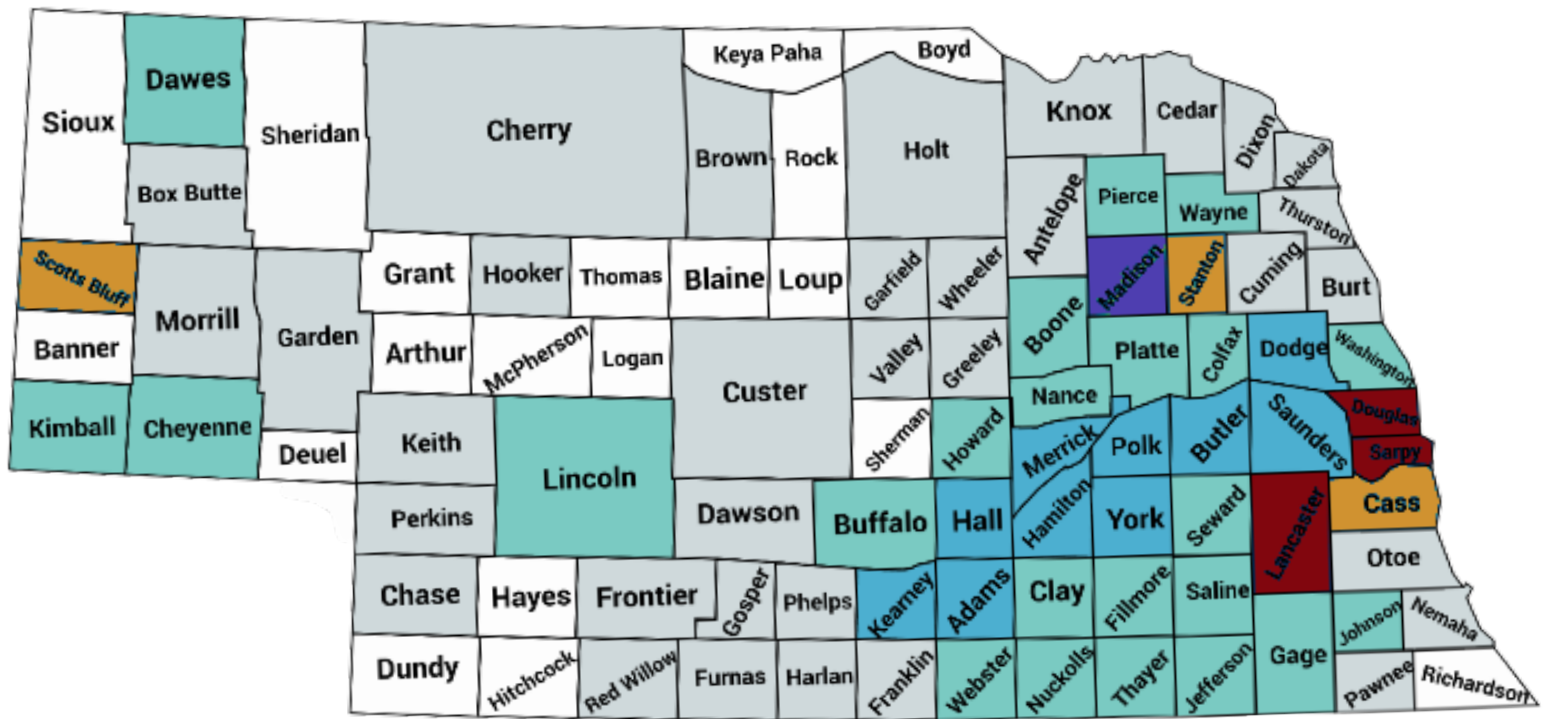 Keya Paha
Boyd
Dawes
Sioux
Sheridan
Cherry
Brown
Rock
Holt
Knox
Cedar
Dixon
Dakota
Box Butte
Antelope
Pierce
Wayne
Thurston
Scotts Bluff
Morrill
Garden
Grant
Hooker
Thomas
Blaine
Loup
Garfield
Wheeler
Madison
Stanton
Cuming
Burt
Banner
Arthur
McPherson
Logan
Custer
Valley
Greeley
Boone
Platte
Colfax
Dodge
Washington
Kimball
Cheyenne
Deuel
Keith
Lincoln
Sherman
Howard
Nance
Merrick
Polk
Butler
Saunders
Douglas
Sarpy
Perkins
Dawson
Buffalo
Hall
Hamilton
York
Seward
Lancaster
Cass
Otoe
Chase
Hayes
Frontier
Gosper
Phelps
Kearney
Adams
Clay
Fillmore
Saline
Johnson
Nemaha
Dundy
Hitchcock
Red Willow
Furnas
Harlan
Franklin
Webster
Nuckolls
Thayer
Jefferson
Gage
Pawnee
Richardson